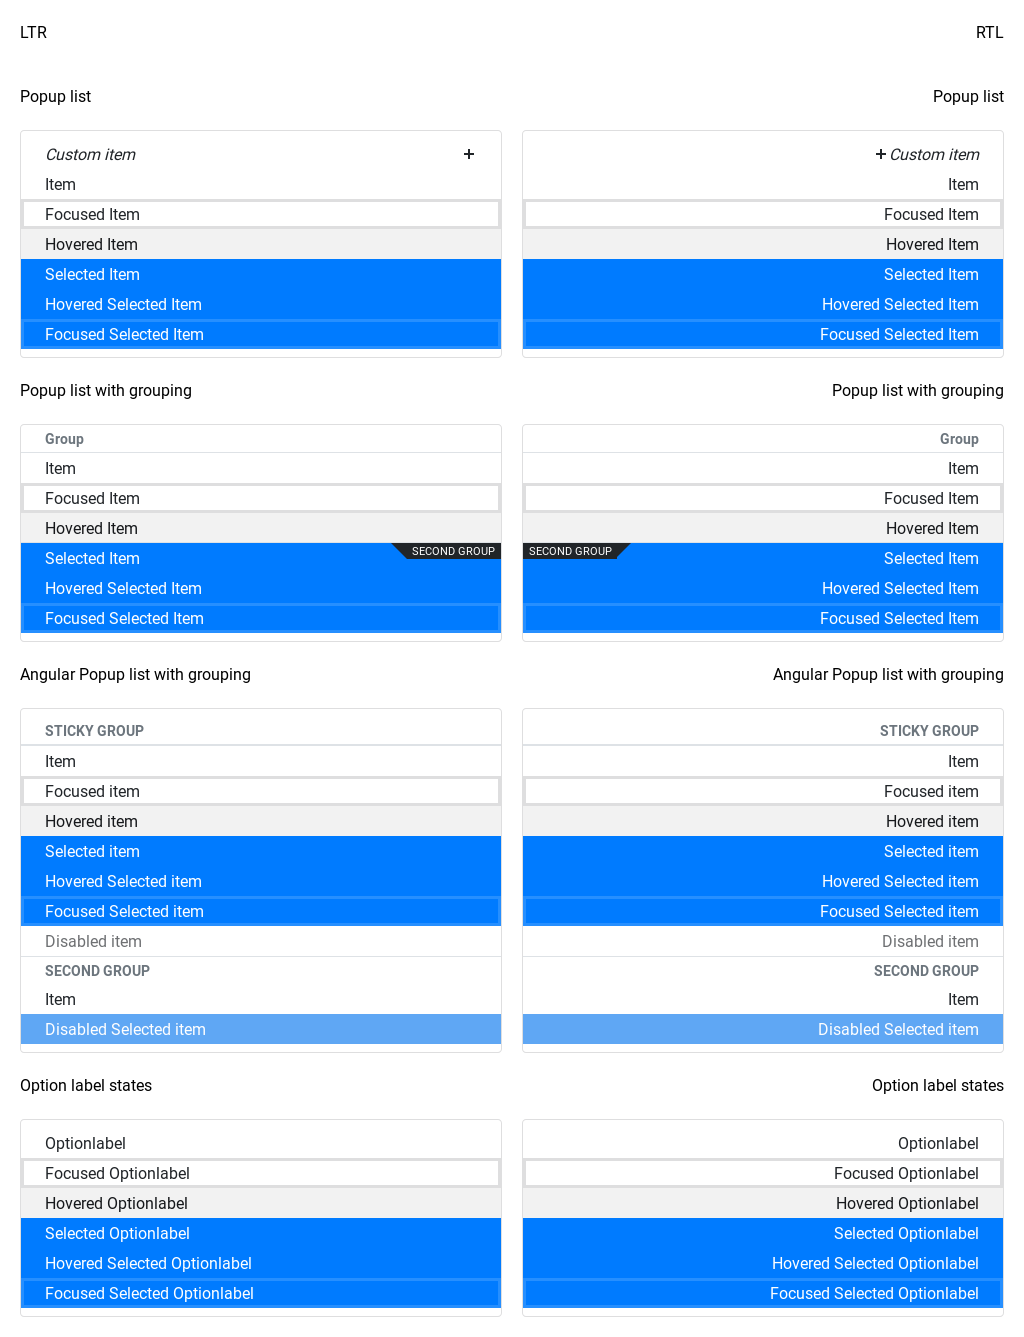 LTR
RTL
Popup list
Popup list
Custom item +
+ Custom item
Item
Item
Focused Item
Focused Item
Hovered Item
Hovered Item
Selected Item
Selected Item
Hovered Selected Item
Hovered Selected Item
Focused Selected Item
Focused Selected Item
Popup list with grouping
Popup list with grouping
Group
Group
Item
Item
Focused Item
Focused Item
Hovered Item
Hovered Item
Selected Item SECOND GROUP
SECOND GROUP Selected Item
Hovered Selected Item
Hovered Selected Item
Focused Selected Item
Focused Selected Item
Angular Popup list with grouping
Angular Popup list with grouping
STICKY GROUP
STICKY GROUP
Item
Item
Focused item
Focused item
Hovered item
Hovered item
Selected item
Selected item
Hovered Selected item
Hovered Selected item
Focused Selected item
Focused Selected item
Disabled item
Disabled item
SECOND GROUP
SECOND GROUP
Item
Item
Disabled Selected item
Disabled Selected item
Option label states
Option label states
Optionlabel
Optionlabel
Focused Optionlabel
Focused Optionlabel
Hovered Optionlabel
Hovered Optionlabel
Selected Optionlabel
Selected Optionlabel
Hovered Selected Optionlabel
Hovered Selected Optionlabel
Focused Selected Optionlabel
Focused Selected Optionlabel